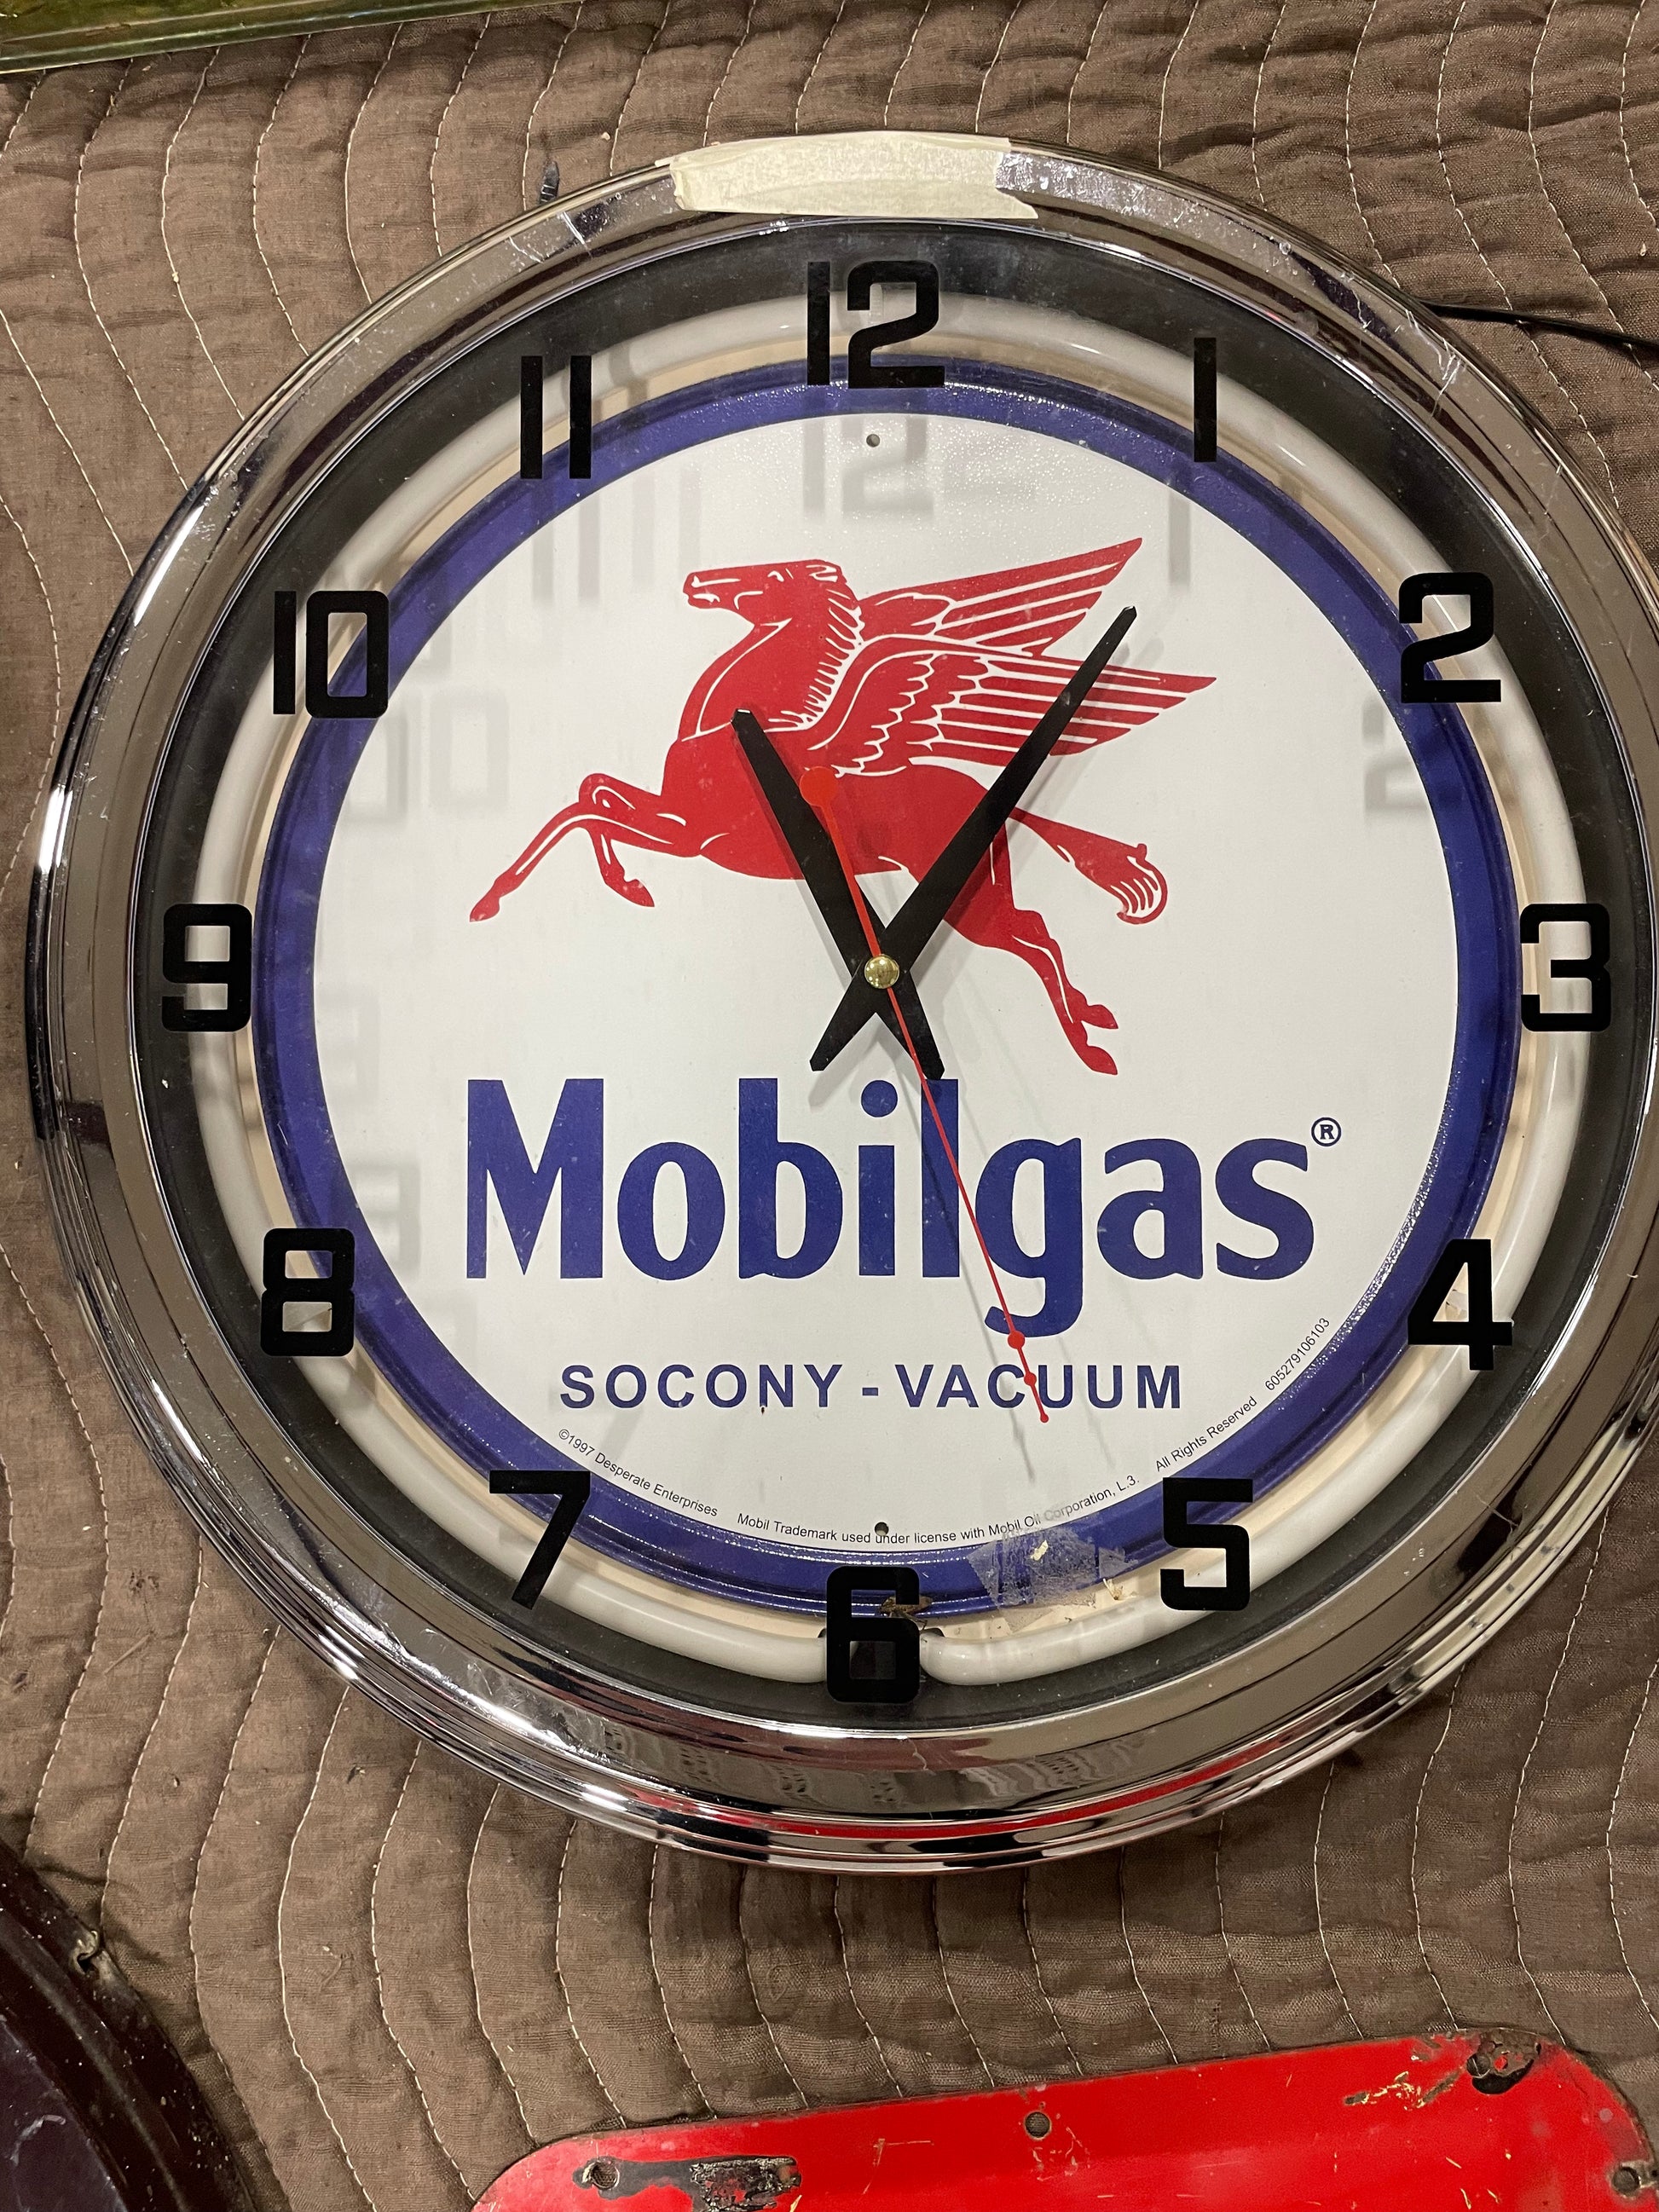 12
11 1
10 2
9 3
Mobilgas®
8 4
SOCONY - VACUUM
©1997 Desperate Enterprises Mobil Trademark used under license with Mobil Oil Corporation, L.3. All Rights Reserved 605279106103
7 5
6